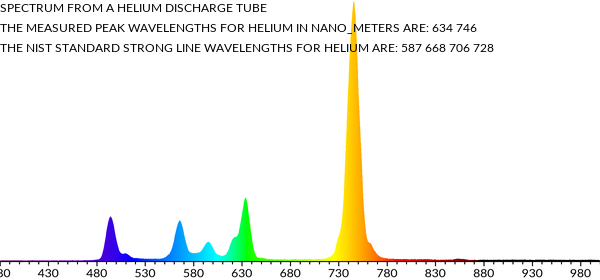 SPECTRUM FROM A HELIUM DISCHARGE TUBE
THE MEASURED PEAK WAVELENGTHS FOR HELIUM IN NANO_METERS ARE: 634 746
THE NIST STANDARD STRONG LINE WAVELENGTHS FOR HELIUM ARE: 587 668 706 728
80 430 480 530 580 630 680 730 780 830 880 930 980